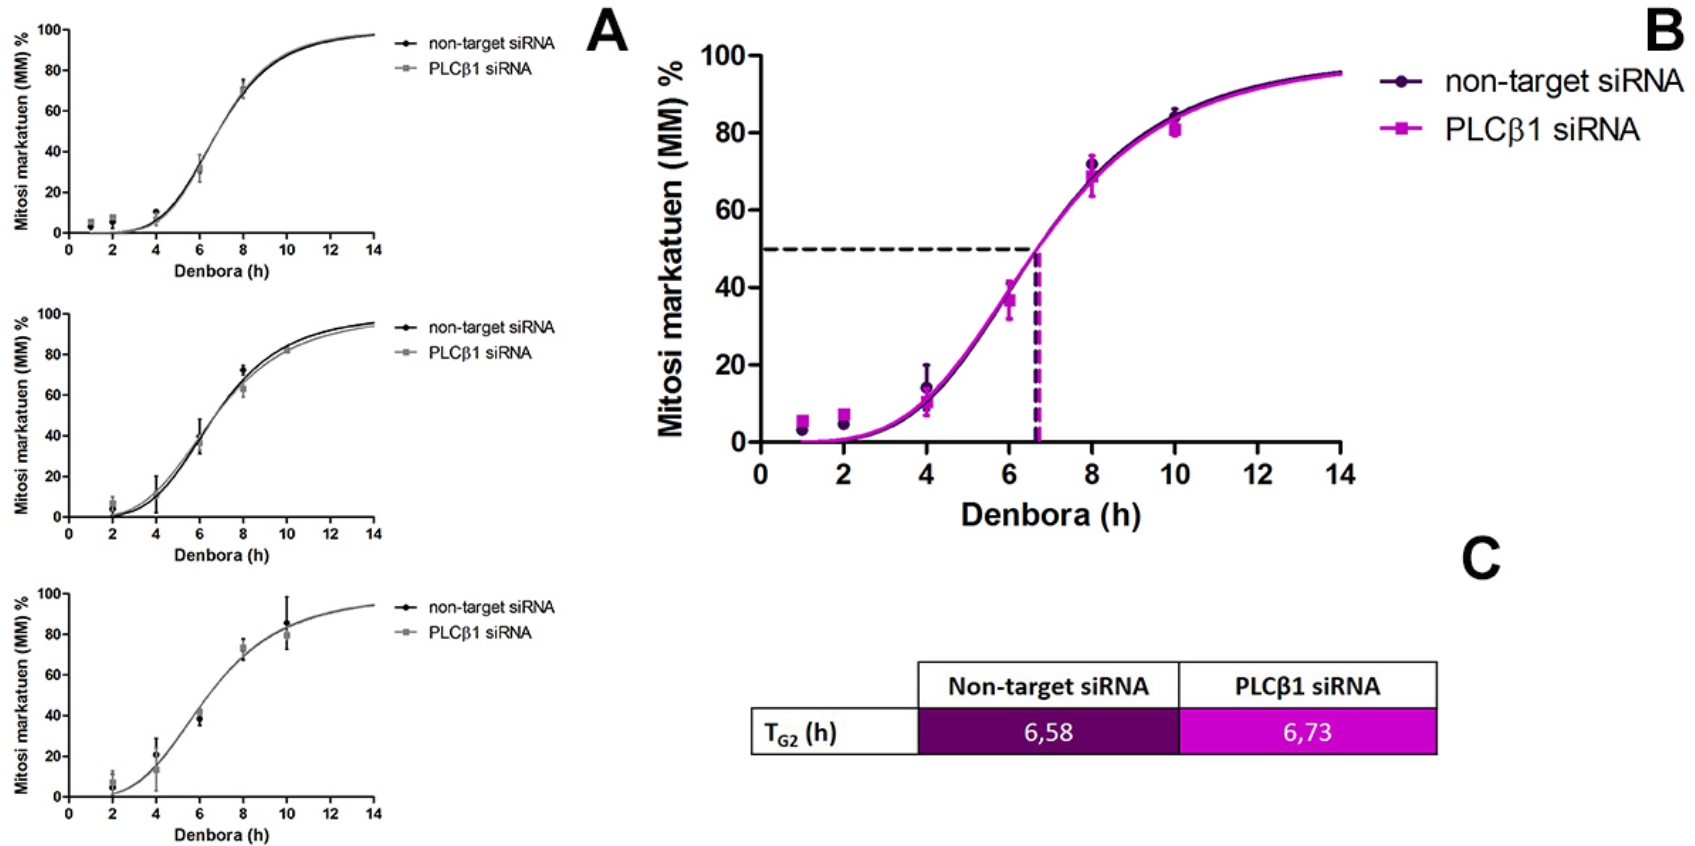 A
Mitosi markatuen (MM) %
100
80
60
40
20
0
0 2 4 6 8 10 12 14
Denbora (h)
non-target siRNA
PLCβ1 siRNA
Mitosi markatuen (MM) %
100
80
60
40
20
0
0 2 4 6 8 10 12 14
Denbora (h)
non-target siRNA
PLCβ1 siRNA
Mitosi markatuen (MM) %
100
80
60
40
20
0
0 2 4 6 8 10 12 14
Denbora (h)
non-target siRNA
PLCβ1 siRNA
B
Mitosi markatuen (MM) %
100
80
60
40
20
0
0 2 4 6 8 10 12 14
Denbora (h)
non-target siRNA
PLCβ1 siRNA
C
Non-target siRNA PLCβ1 siRNA
TG2 (h) 6,58 6,73